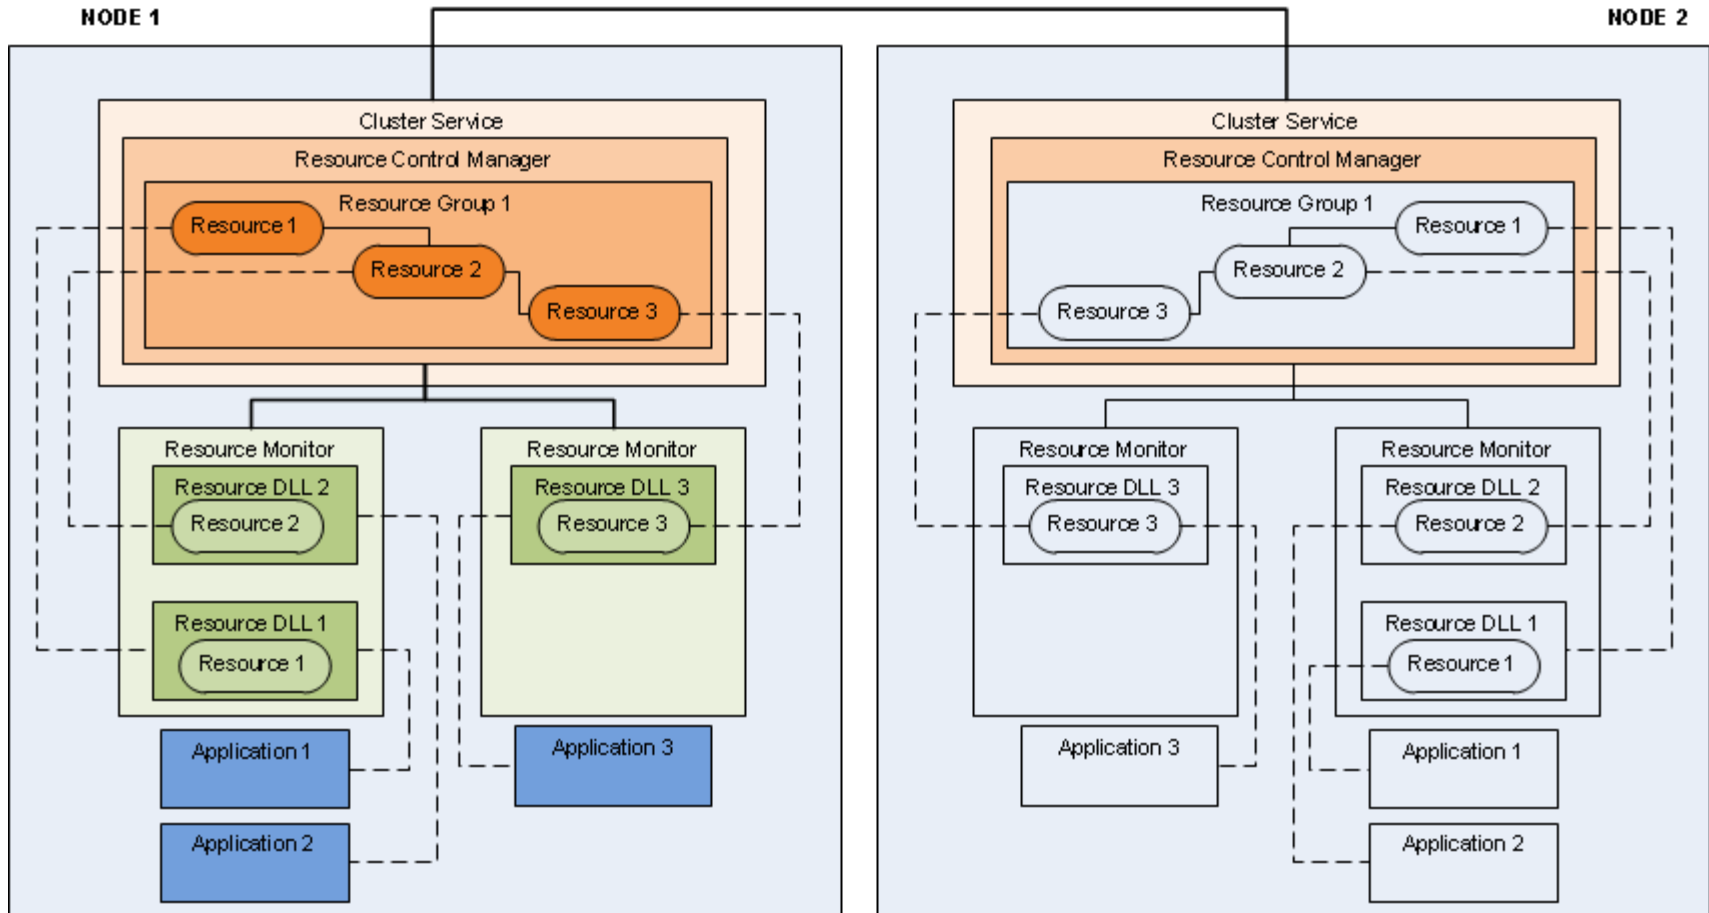 NODE 1
Cluster Service
Resource Control Manager
Resource Group 1
Resource 1
Resource 2
Resource 3
Resource Monitor
Resource DLL 2
Resource 2
Resource DLL 1
Resource 1
Resource Monitor
Resource DLL 3
Resource 3
Application 1
Application 2
Application 3
NODE 2
Cluster Service
Resource Control Manager
Resource Group 1
Resource 1
Resource 2
Resource 3
Resource Monitor
Resource DLL 3
Resource 3
Resource Monitor
Resource DLL 2
Resource 2
Resource DLL 1
Resource 1
Application 3
Application 1
Application 2